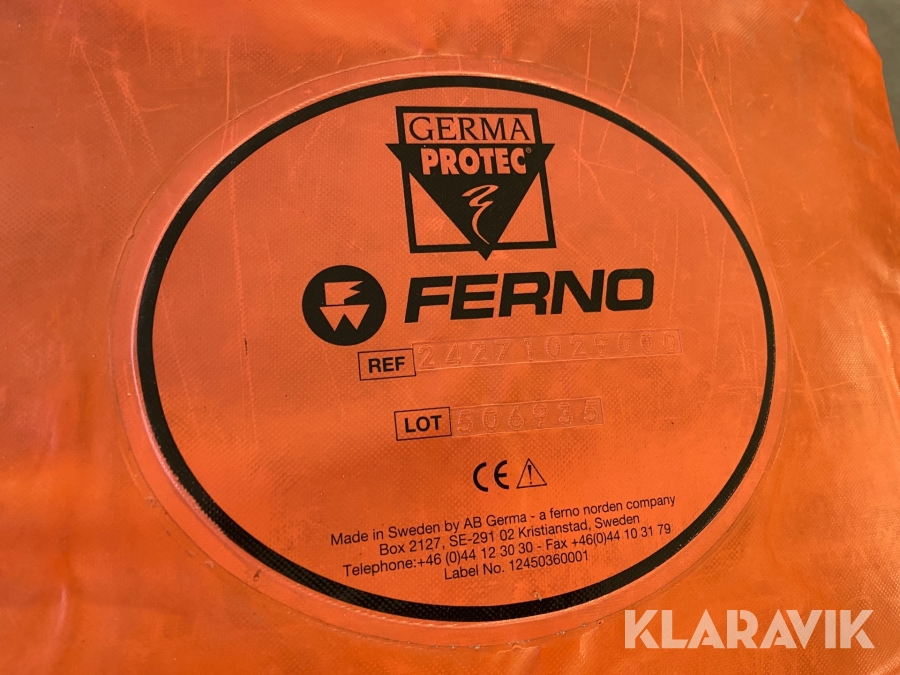 GERMA
PROTEC®
FERNO
REF
LOT 506935
CE
Made in Sweden by AB Germa - a ferno norden company
Box 2127, SE-291 02 Kristianstad, Sweden
Telephone:+46 (0)44 12 30 30 - Fax +46(0)44 10 31 79
Label No. 12450360001
KLARAVIK